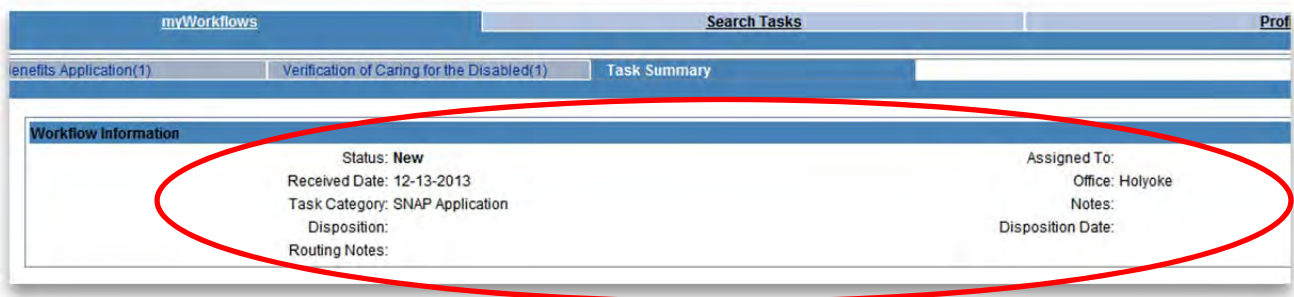 myWorkflows Search Tasks
enefits Application(1) Verification of Caring for the Disabled(1) Task Summary
Workflow Information
Status: New Assigned To:
Received Date: 12-13-2013 Office: Holyoke
Task Category: SNAP Application Notes:
Disposition: Disposition Date:
Routing Notes: